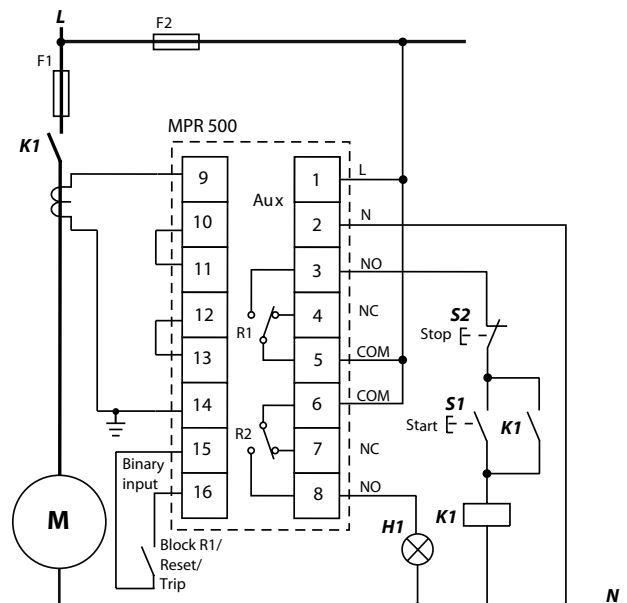 L
F2
F1
K1
MPR 500
Aux
9
10
11
12
13
14
15
16
1
2
3
4
5
6
7
8
L
N
NO
NC
COM
COM
NC
NO
R1
R2
S2
Stop
S1
Start
K1
K1
H1
Binary
input
Block R1/
Reset/
Trip
M
N